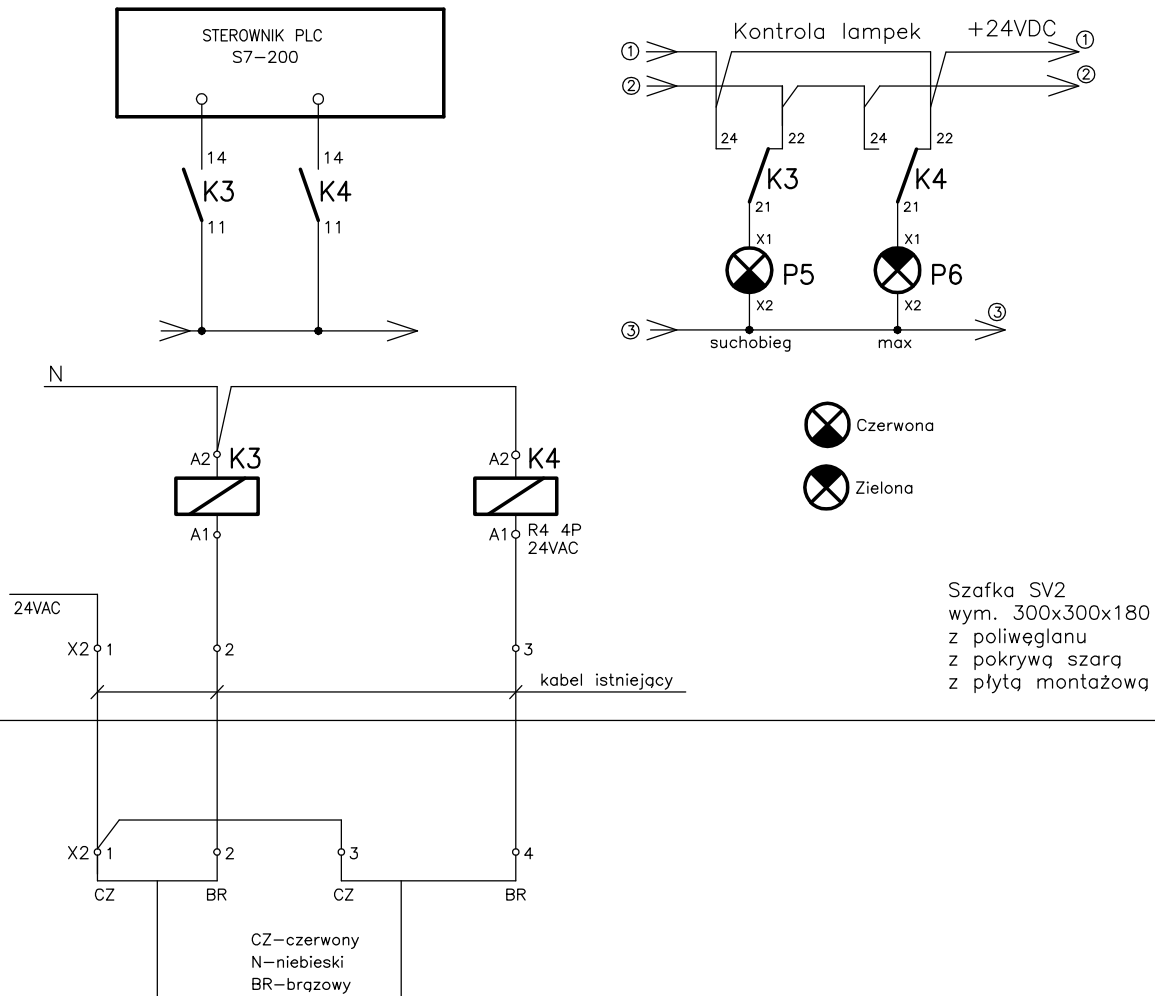 STEROWNIK PLC
S7-200
14
14
K3
K4
11
11
Kontrola lampek
+24VDC
1
1
2
2
24
22
24
22
K3
K4
21
21
X1
X1
P5
P6
X2
X2
3
3
suchobieg
max
N
A2
K3
A2
K4
A1
A1
R4 4P
24VAC
Czerwona
Zielona
24VAC
X2
1
2
3
kabel istniejący
Szafka SV2
wym. 300x300x180
z poliwęglanu
z pokrywą szarą
z płytą montażową
X2
1
2
3
4
CZ
BR
CZ
BR
CZ-czerwony
N-niebieski
BR-brązowy